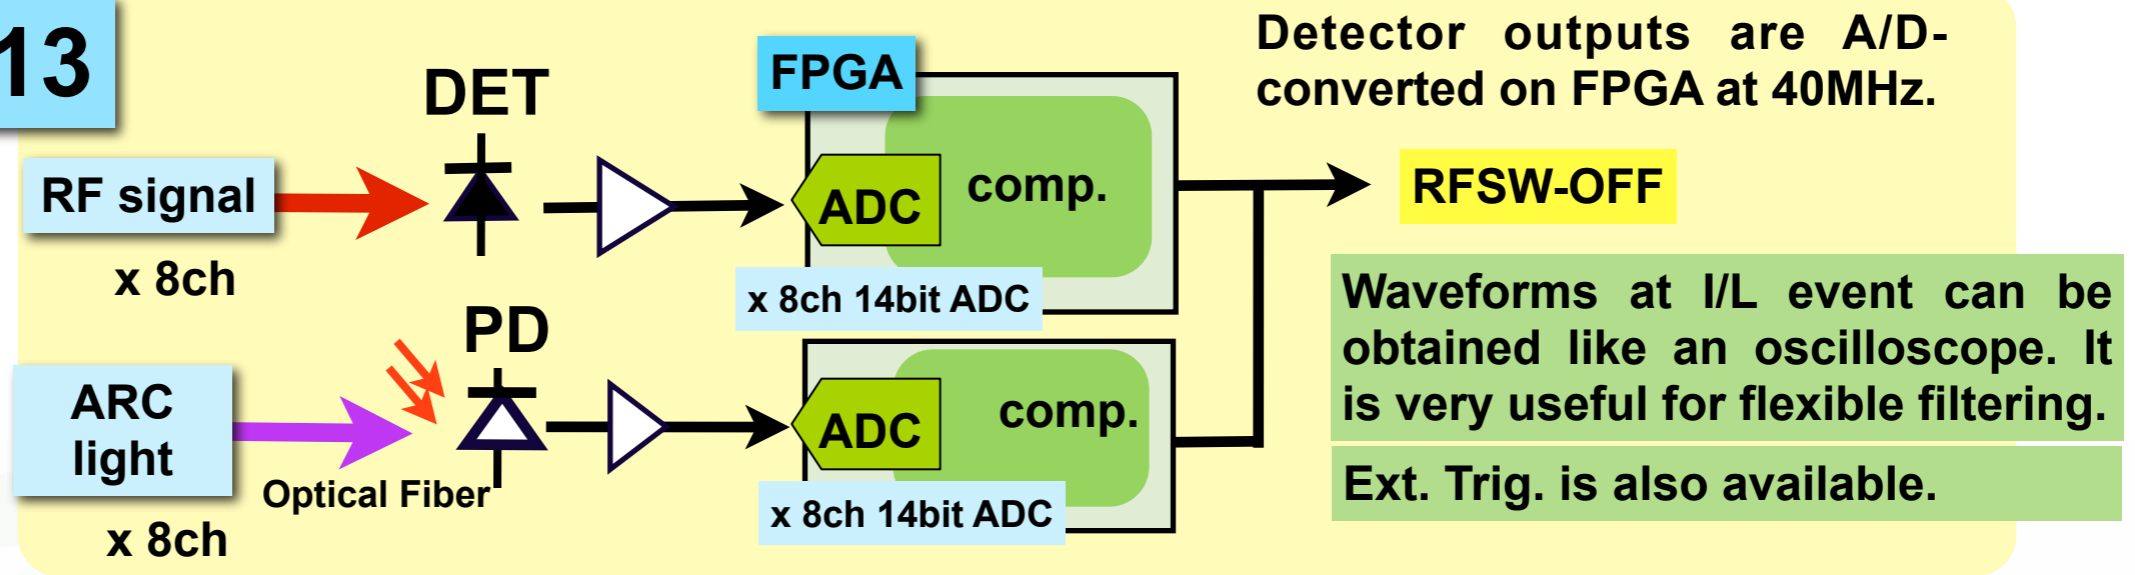 13
Detector outputs are A/D-
converted on FPGA at 40MHz.
DET
FPGA
RF signal
x 8ch
ADC
comp.
x 8ch 14bit ADC
RFSW-OFF
PD
ARC
light
x 8ch
Optical Fiber
ADC
comp.
x 8ch 14bit ADC
Waveforms at I/L event can be
obtained like an oscilloscope. It
is very useful for flexible filtering.
Ext. Trig. is also available.